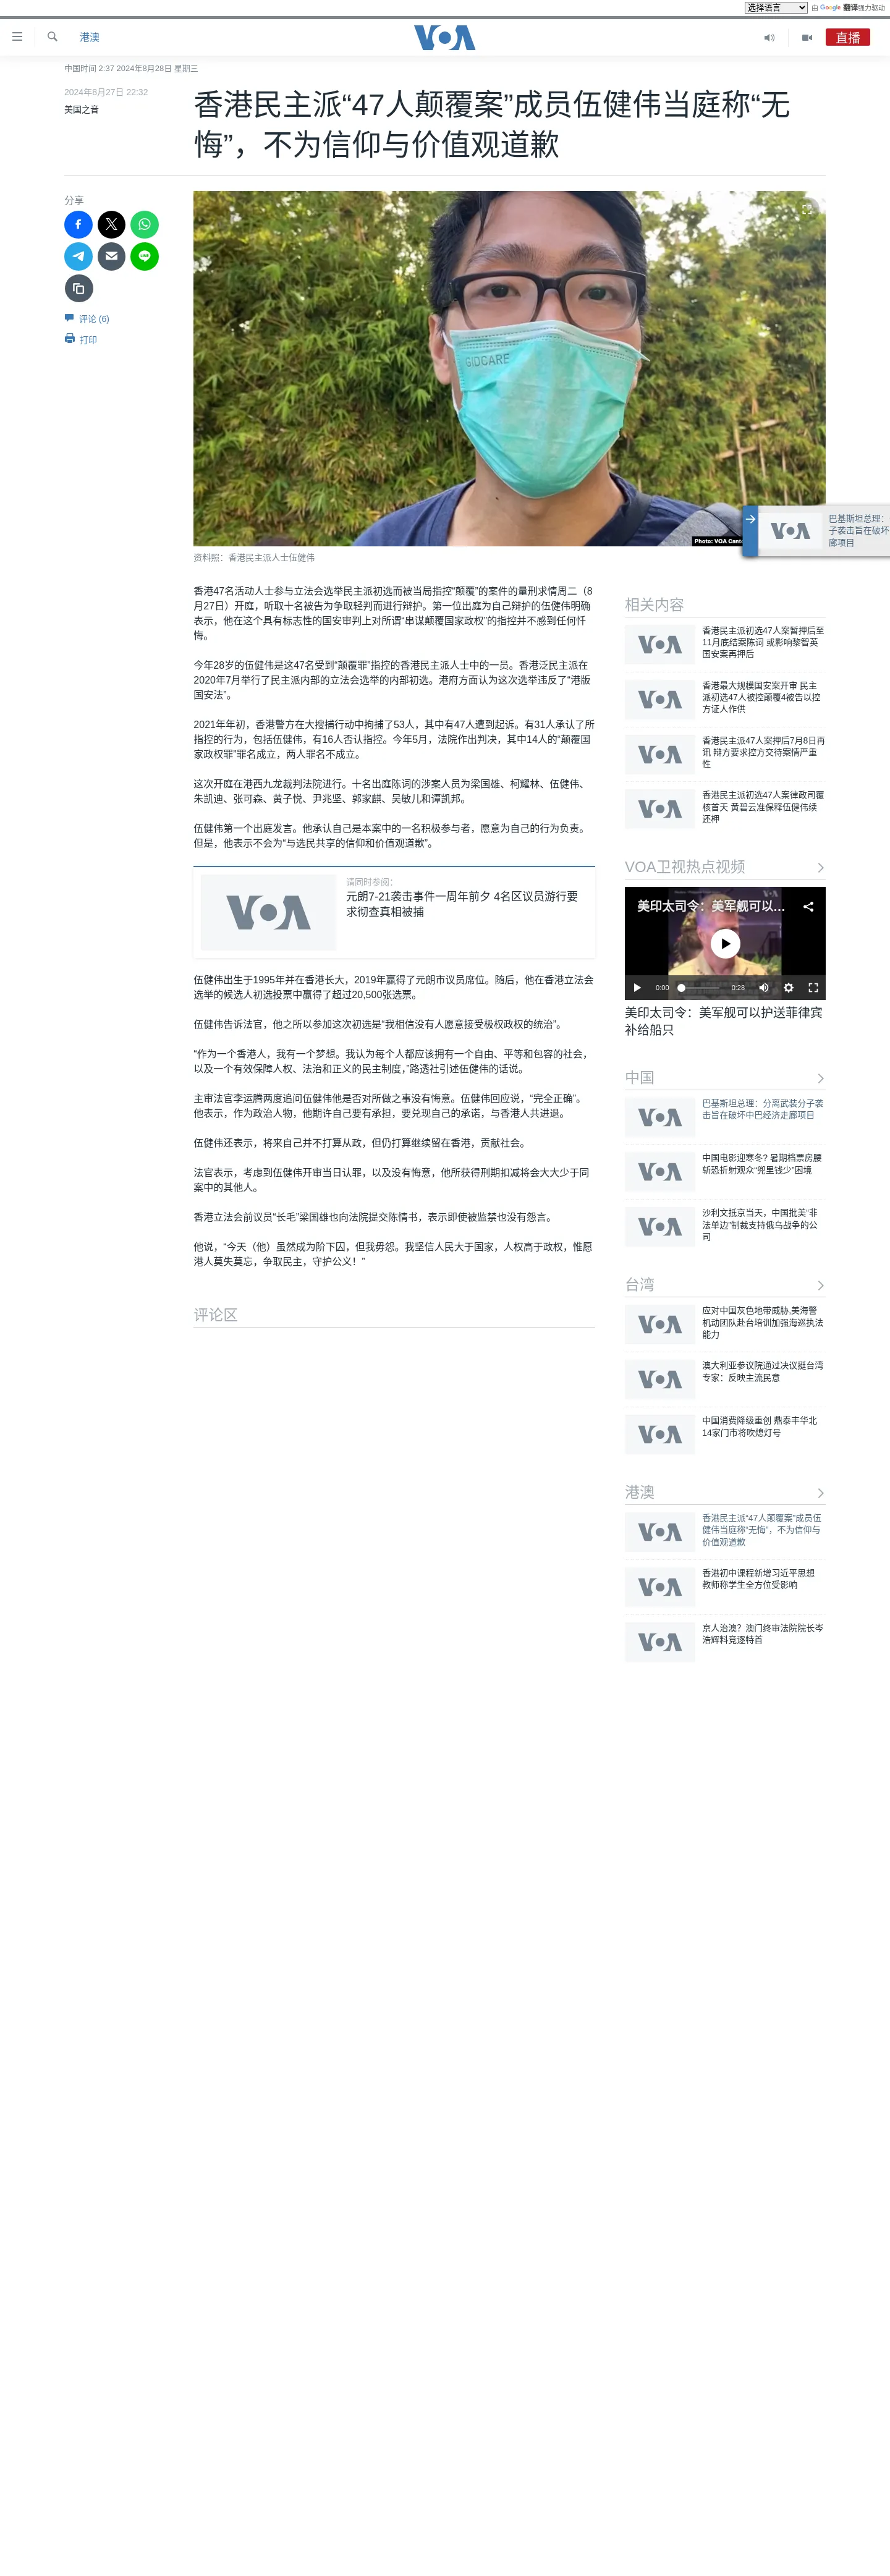 选择语言
由 Google 翻译强力驱动
港澳
VOA
直播
中国时间 2:37 2024年8月28日 星期三
2024年8月27日 22:32
美国之音
香港民主派“47人颠覆案”成员伍健伟当庭称“无
悔”，不为信仰与价值观道歉
分享
评论 (6)
打印
GIDCARE
Photo: VOA Cant
资料照：香港民主派人士伍健伟
巴基斯坦总理：
子袭击旨在破坏
廊项目
VOA
香港47名活动人士参与立法会选举民主派初选而被当局指控“颠覆”的案件的量刑求情周二（8
月27日）开庭，听取十名被告为争取轻判而进行辩护。第一位出庭为自己辩护的伍健伟明确
表示，他在这个具有标志性的国安审判上对所谓“串谋颠覆国家政权”的指控并不感到任何忏
悔。
今年28岁的伍健伟是这47名受到“颠覆罪”指控的香港民主派人士中的一员。香港泛民主派在
2020年7月举行了民主派内部的立法会选举的内部初选。港府方面认为这次选举违反了“港版
国安法”。
2021年年初，香港警方在大搜捕行动中拘捕了53人，其中有47人遭到起诉。有31人承认了所
指控的行为，包括伍健伟，有16人否认指控。今年5月，法院作出判决，其中14人的“颠覆国
家政权罪”罪名成立，两人罪名不成立。
这次开庭在港西九龙裁判法院进行。十名出庭陈词的涉案人员为梁国雄、柯耀林、伍健伟、
朱凯迪、张可森、黄子悦、尹兆坚、郭家麒、吴敏儿和谭凯邦。
伍健伟第一个出庭发言。他承认自己是本案中的一名积极参与者，愿意为自己的行为负责。
但是，他表示不会为“与选民共享的信仰和价值观道歉”。
VOA
请同时参阅：
元朗7-21袭击事件一周年前夕 4名区议员游行要
求彻查真相被捕
伍健伟出生于1995年并在香港长大，2019年赢得了元朗市议员席位。随后，他在香港立法会
选举的候选人初选投票中赢得了超过20,500张选票。
伍健伟告诉法官，他之所以参加这次初选是“我相信没有人愿意接受极权政权的统治”。
“作为一个香港人，我有一个梦想。我认为每个人都应该拥有一个自由、平等和包容的社会，
以及一个有效保障人权、法治和正义的民主制度，”路透社引述伍健伟的话说。
主审法官李运腾两度追问伍健伟他是否对所做之事没有悔意。伍健伟回应说，“完全正确”。
他表示，作为政治人物，他期许自己要有承担，要兑现自己的承诺，与香港人共进退。
伍健伟还表示，将来自己并不打算从政，但仍打算继续留在香港，贡献社会。
法官表示，考虑到伍健伟开审当日认罪，以及没有悔意，他所获得刑期扣减将会大大少于同
案中的其他人。
香港立法会前议员“长毛”梁国雄也向法院提交陈情书，表示即使被监禁也没有怨言。
他说，“今天（他）虽然成为阶下囚，但我毋怨。我坚信人民大于国家，人权高于政权，惟愿
港人莫失莫忘，争取民主，守护公义！”
评论区
相关内容
VOA
香港民主派初选47人案暂押后至
11月底结案陈词 或影响黎智英
国安案再押后
VOA
香港最大规模国安案开审 民主
派初选47人被控颠覆4被告以控
方证人作供
VOA
香港民主派47人案押后7月8日再
讯 辩方要求控方交待案情严重
性
VOA
香港民主派初选47人案律政司覆
核首天 黄碧云准保释伍健伟续
还柙
VOA卫视热点视频
VOA
美印太司令：美军舰可以...
0:00
0:28
美印太司令：美军舰可以护送菲律宾
补给船只
中国
VOA
巴基斯坦总理：分离武装分子袭
击旨在破坏中巴经济走廊项目
VOA
中国电影迎寒冬? 暑期档票房腰
斩恐折射观众“兜里钱少”困境
VOA
沙利文抵京当天，中国批美“非
法单边”制裁支持俄乌战争的公
司
台湾
VOA
应对中国灰色地带威胁,美海警
机动团队赴台培训加强海巡执法
能力
VOA
澳大利亚参议院通过决议挺台湾
专家：反映主流民意
VOA
中国消费降级重创 鼎泰丰华北
14家门市将吹熄灯号
港澳
VOA
香港民主派“47人颠覆案”成员伍
健伟当庭称“无悔”，不为信仰与
价值观道歉
VOA
香港初中课程新增习近平思想
教师称学生全方位受影响
VOA
京人治澳？澳门终审法院院长岑
浩辉料竞逐特首